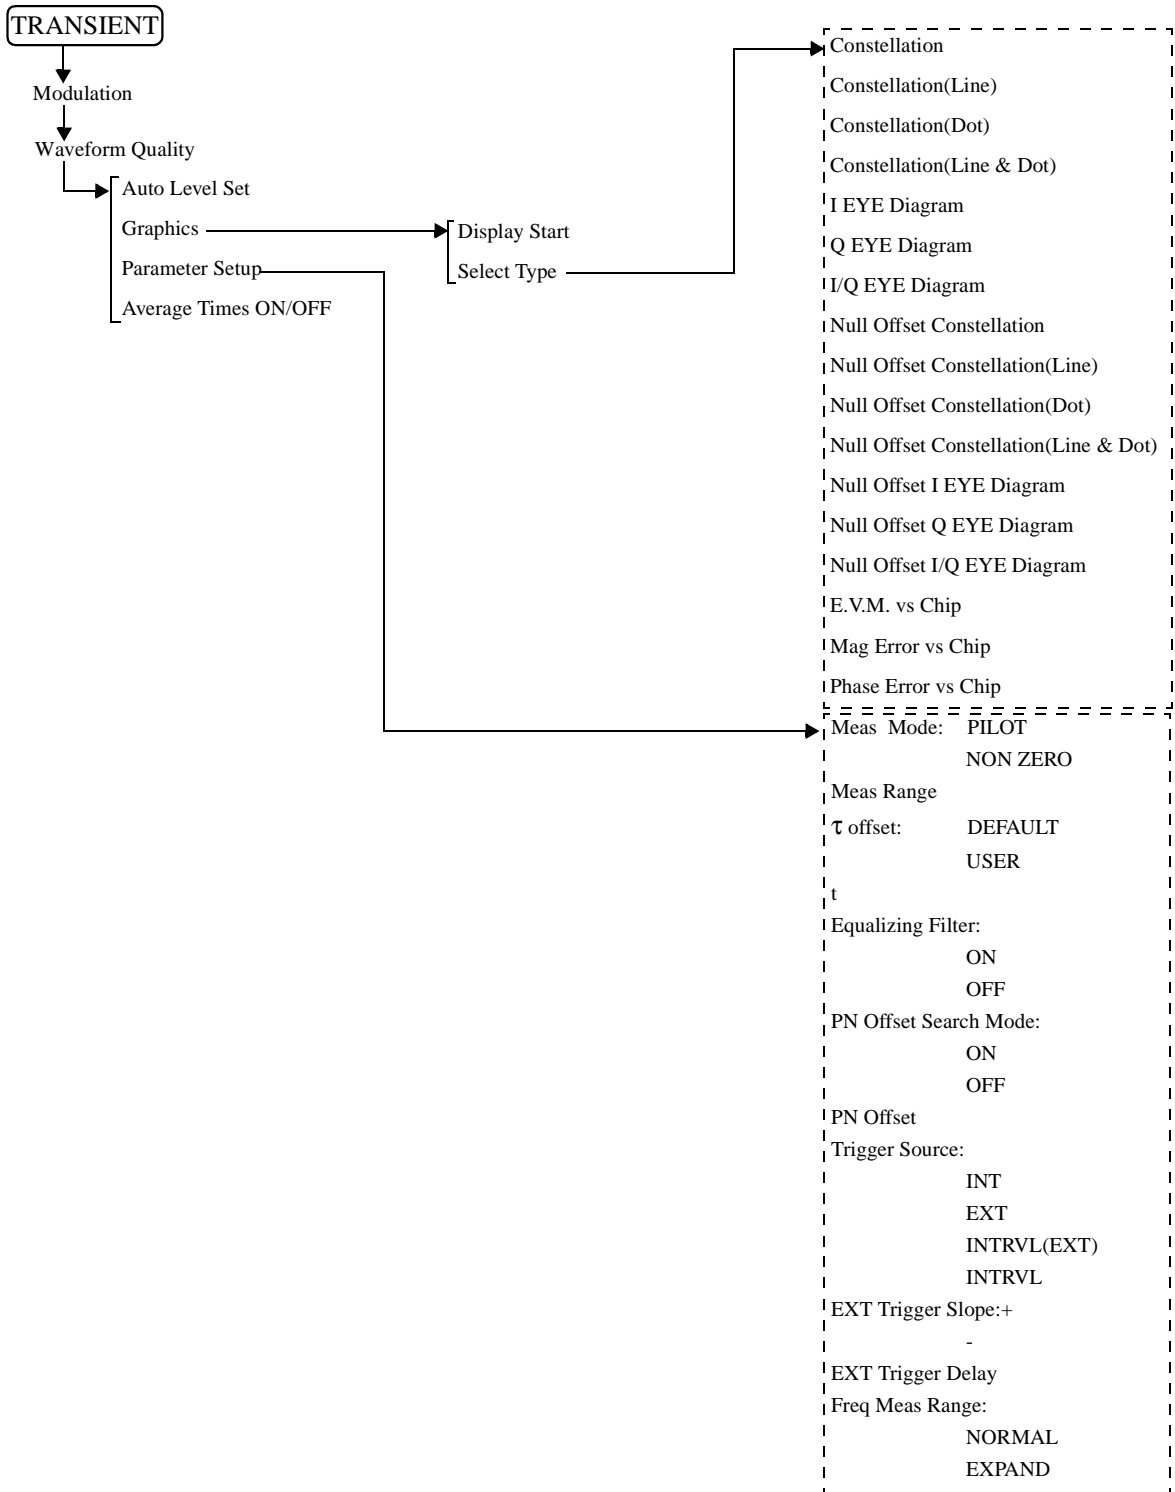 TRANSIENT
Modulation
Waveform Quality
Auto Level Set
Graphics
Parameter Setup
Average Times ON/OFF
Display Start
Select Type
Constellation
Constellation(Line)
Constellation(Dot)
Constellation(Line & Dot)
I EYE Diagram
Q EYE Diagram
I/Q EYE Diagram
Null Offset Constellation
Null Offset Constellation(Line)
Null Offset Constellation(Dot)
Null Offset Constellation(Line & Dot)
Null Offset I EYE Diagram
Null Offset Q EYE Diagram
Null Offset I/Q EYE Diagram
E.V.M. vs Chip
Mag Error vs Chip
Phase Error vs Chip
Meas Mode: PILOT
NON ZERO
Meas Range
τ offset: DEFAULT
USER
t
Equalizing Filter:
ON
OFF
PN Offset Search Mode:
ON
OFF
PN Offset
Trigger Source:
INT
EXT
INTRVL(EXT)
INTRVL
EXT Trigger Slope:+
-
EXT Trigger Delay
Freq Meas Range:
NORMAL
EXPAND